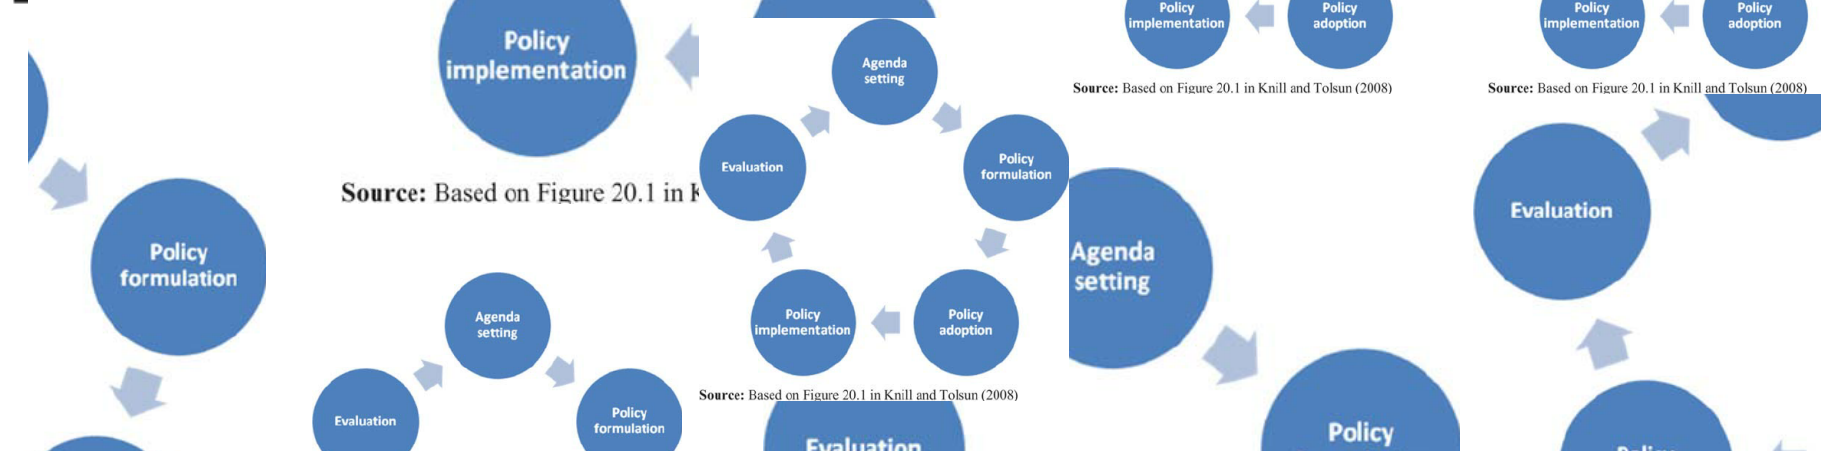 Policy
formulation
Policy
implementation
Source: Based on Figure 20.1 in K
Agenda
setting
Evaluation
Policy
formulation
Agenda
setting
Evaluation
Policy
formulation
Policy
implementation
Policy
adoption
Source: Based on Figure 20.1 in Knill and Tolsun (2008)
Evaluation
Policy
implementation
Policy
adoption
Source: Based on Figure 20.1 in Knill and Tolsun (2008)
Agenda
setting
Policy
Policy
implementation
Policy
adoption
Source: Based on Figure 20.1 in Knill and Tolsun (2008)
Evaluation
Policy